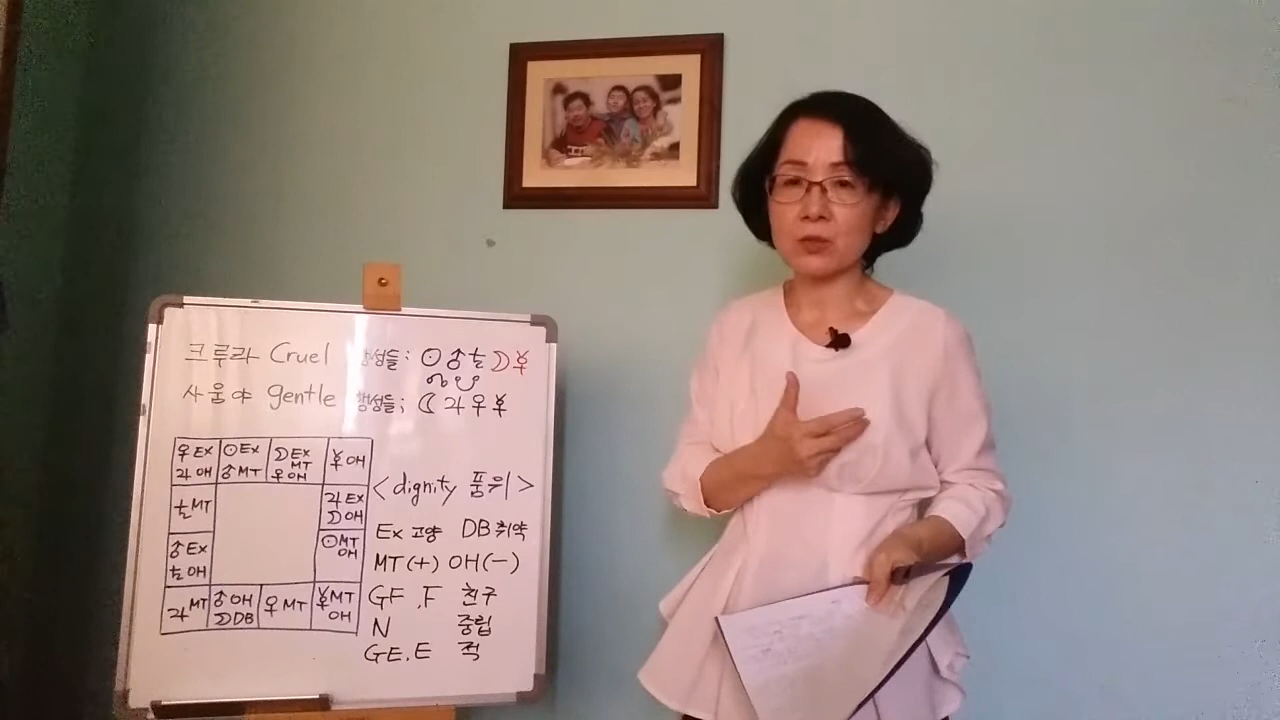 크루라 Cruel 행성들: ☉♂♄☽☿
☊☋
사움야 gentle 행성들; ☾♃♀☿
♀Ex ♃OH
☉Ex ♂MT
☽Ex MT ♀OH
☿OH
♄MT
♃Ex ☽OH
♂Ex ♄OH
☉MT OH
♃MT
♂OH ☽DB
♀MT
☿MT OH
<dignity 품위>
Ex 고양 DB 취약
MT(+) OH(-)
GF, F 친구
N 중립
GE, E 적